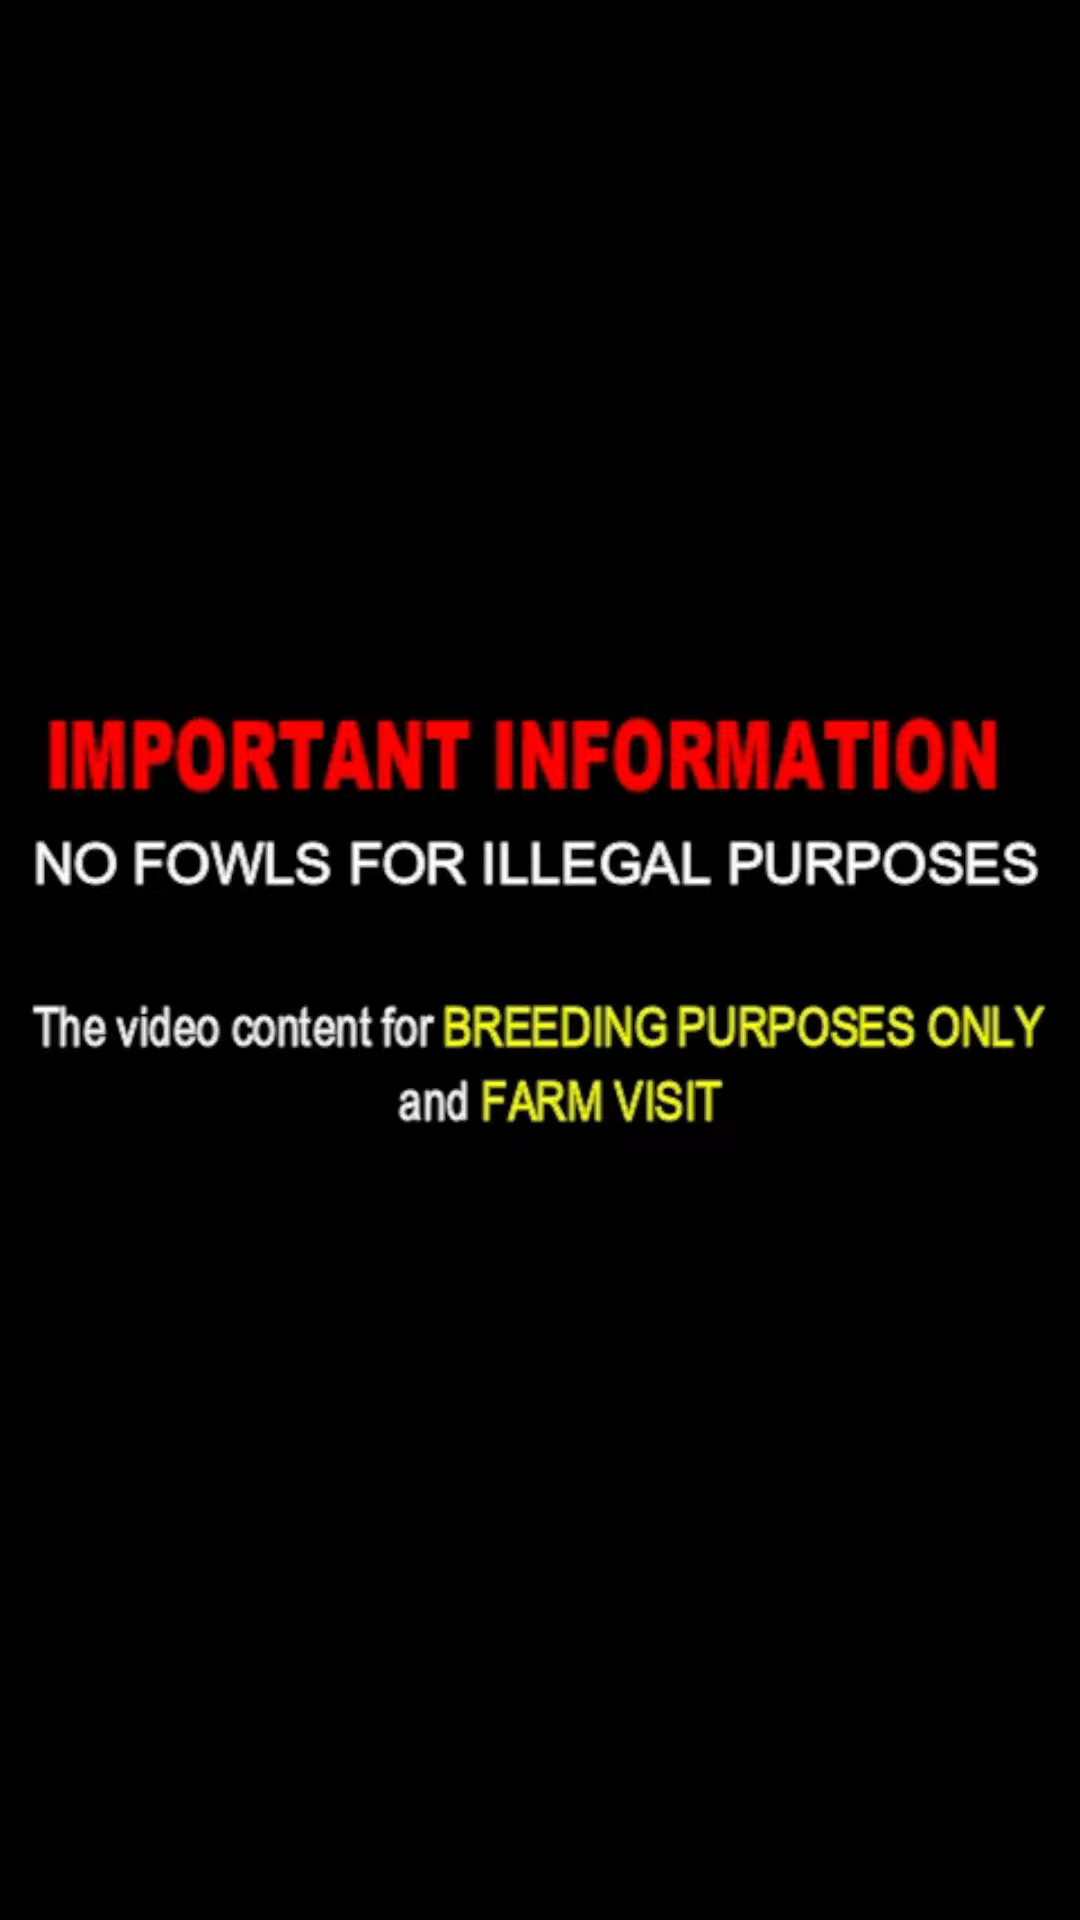 IMPORTANT INFORMATION
NO FOWLS FOR ILLEGAL PURPOSES
The video content for BREEDING PURPOSES ONLY
and FARM VISIT